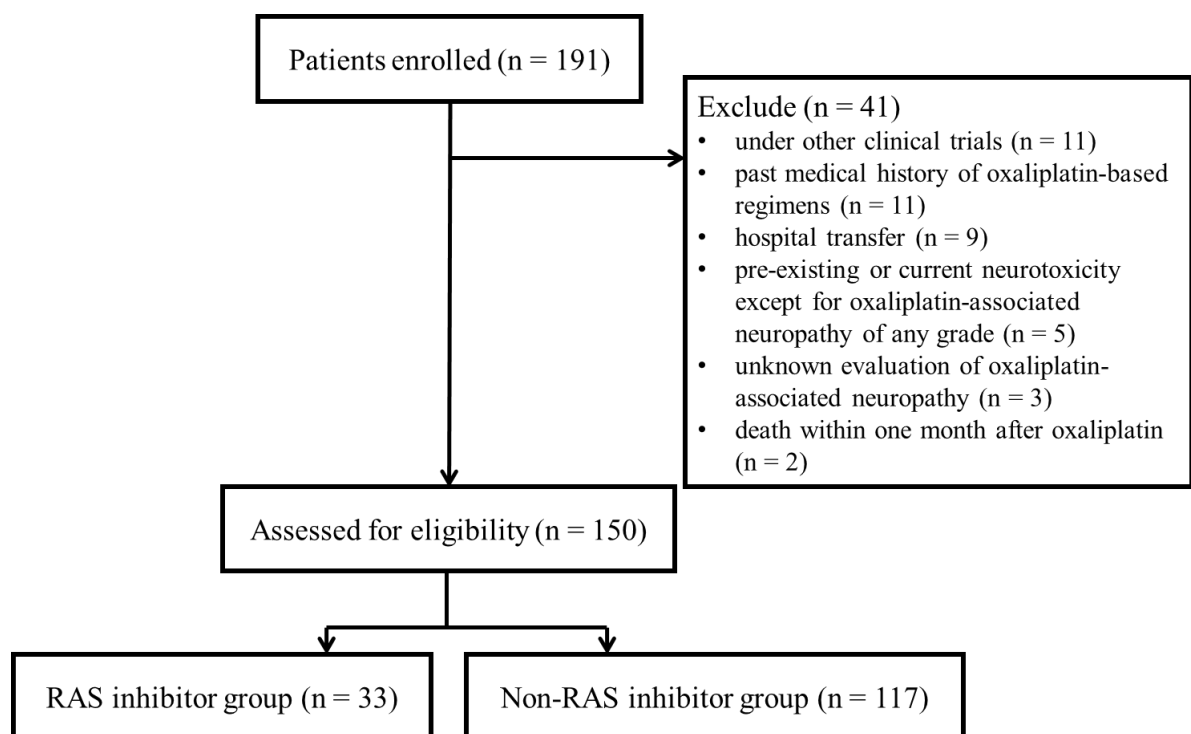 Patients enrolled (n = 191)
Exclude (n = 41)
• under other clinical trials (n = 11)
• past medical history of oxaliplatin-based
regimens (n = 11)
• hospital transfer (n = 9)
• pre-existing or current neurotoxicity
except for oxaliplatin-associated
neuropathy of any grade (n = 5)
• unknown evaluation of oxaliplatin-
associated neuropathy (n = 3)
• death within one month after oxaliplatin
(n = 2)
Assessed for eligibility (n = 150)
RAS inhibitor group (n = 33)
Non-RAS inhibitor group (n = 117)